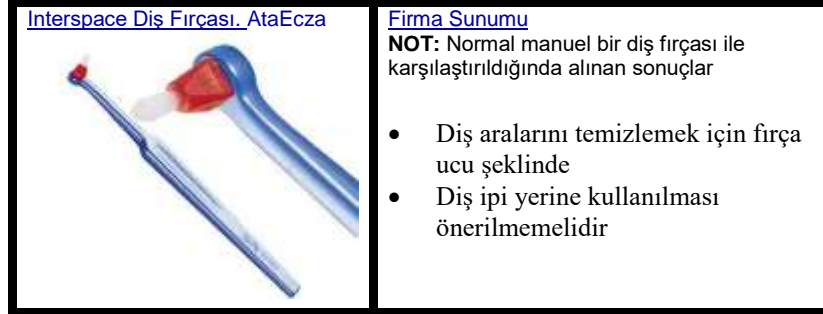 Interspace Diş Fırçası. AtaEcza
Firma Sunumu
NOT: Normal manuel bir diş fırçası ile
karşılaştırıldığında alınan sonuçlar
• Diş aralarını temizlemek için fırça
ucu şeklinde
• Diş ipi yerine kullanılması
önerilmemelidir